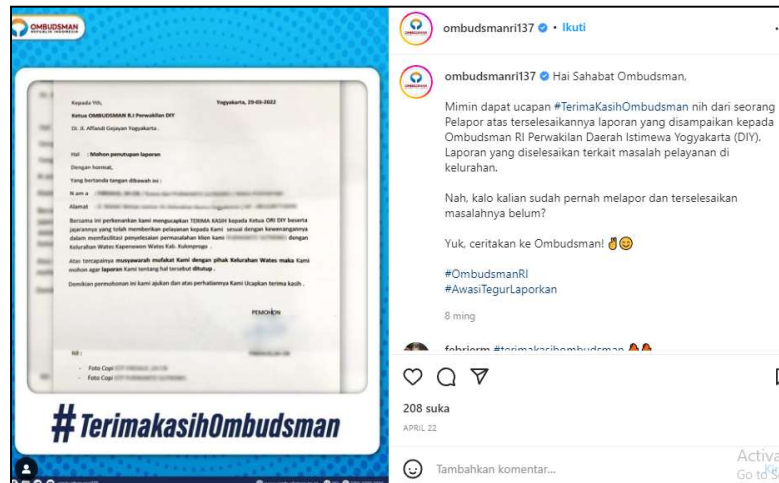 OMBUDSMAN
REPUBLIK INDONESIA
Kepada Yth,
Yogyakarta, 29-03-2022
Ketua OMBUDSMAN R.I Perwakilan DIY
Di. Jl. Affandi Gejayan Yogyakarta.
Hal : Mohon penutupan laporan
Dengan hormat,
Yang bertanda tangan dibawah ini :
N a m a :
Alamat :
Bersama ini perkenankan kami mengucapkan TERIMA KASIH kepada Ketua ORI DIY beserta
jajarannya yang telah memberikan pelayanan kepada Kami sesuai dengan kewenangannya
dalam memfasilitasi penyelesaian permasalahan klien kami dengan
Kelurahan Wates Kapenewon Wates Kab. Kulonprogo .
Atas tercapainya musyawarah mufakat Kami dengan pihak Kelurahan Wates maka Kami
mohon agar laporan Kami tentang hal tersebut ditutup .
Demikian permohonan ini kami ajukan dan atas perhatiannya Kami Ucapkan terima kasih .
PEMOHON
NB :
- Foto Copi
- Foto Copi
#TerimakasihOmbudsman
ombudsmanri137 • Ikuti
ombudsmanri137 Hai Sahabat Ombudsman,
Mimin dapat ucapan #TerimaKasihOmbudsman nih dari seorang
Pelapor atas terselesaikannya laporan yang disampaikan kepada
Ombudsman RI Perwakilan Daerah Istimewa Yogyakarta (DIY).
Laporan yang diselesaikan terkait masalah pelayanan di
kelurahan.
Nah, kalo kalian sudah pernah melapor dan terselesaikan
masalahnya belum?
Yuk, ceritakan ke Ombudsman! ✌😊
#OmbudsmanRI
#AwasiTegurLaporkan
8 ming
febrierm #terimakasihombudsman
208 suka
APRIL 22
Tambahkan komentar...
Activa
Go to S